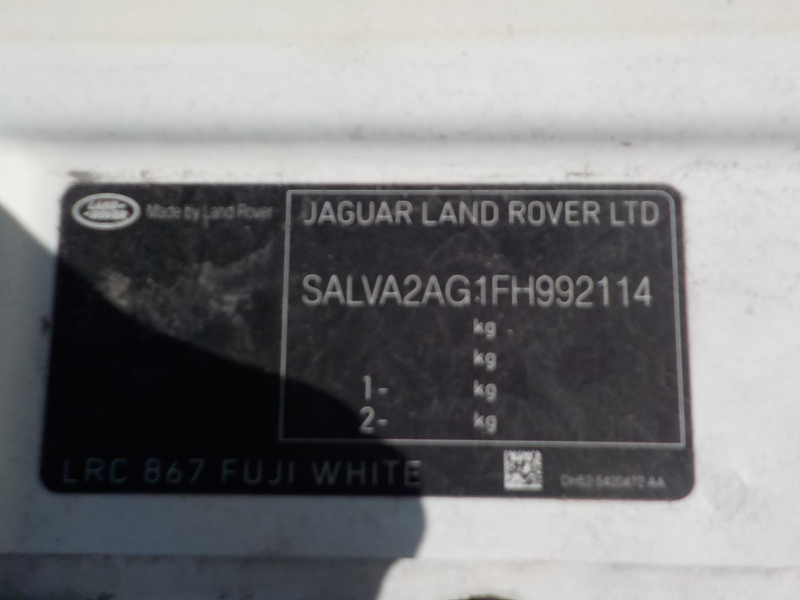 LAND ROVER
Made by Land Rover
JAGUAR LAND ROVER LTD
SALVA2AG1FH992114
kg
kg
1- kg
2- kg
LRC 867 FUJI WHITE